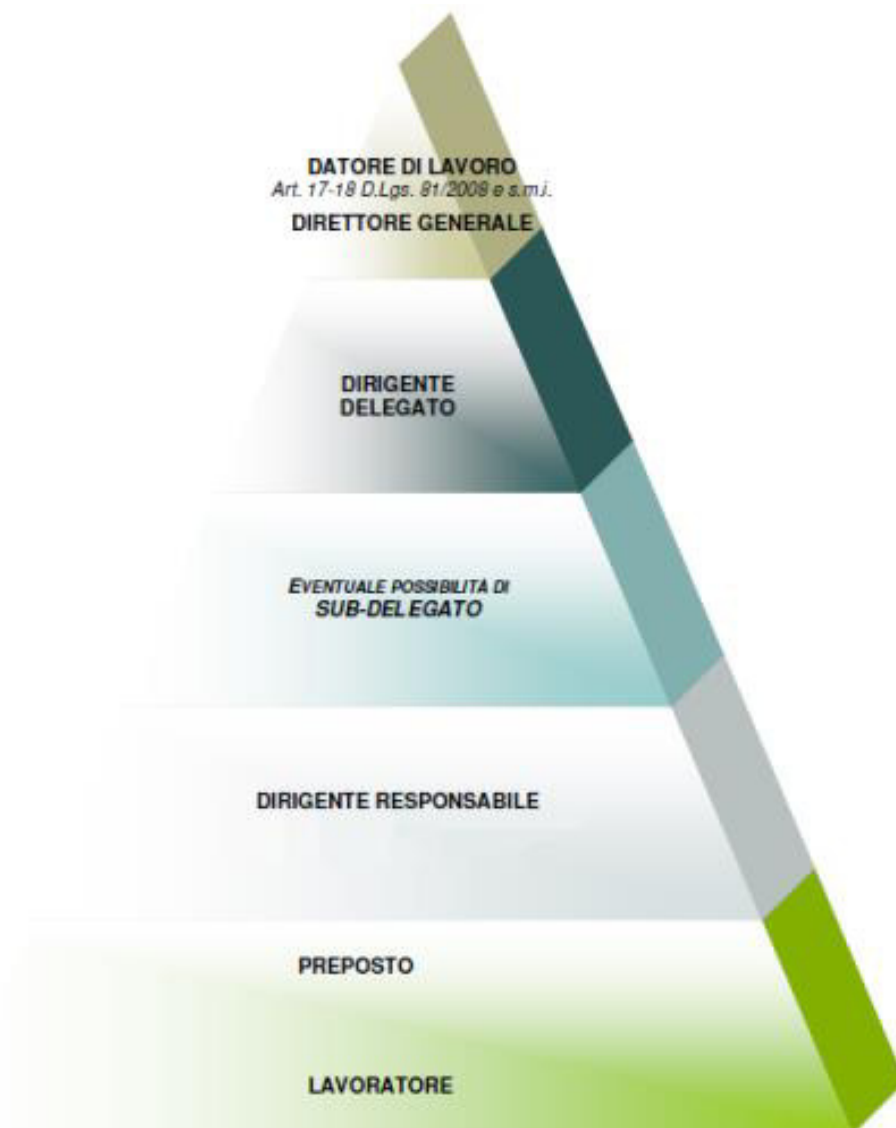 DATORE DI LAVORO
Art. 17-18 D.Lgs. 81/2008 e s.m.i.
DIRETTORE GENERALE
DIRIGENTE
DELEGATO
EVENTUALE POSSIBILITÀ DI
SUB-DELEGATO
DIRIGENTE RESPONSABILE
PREPOSTO
LAVORATORE